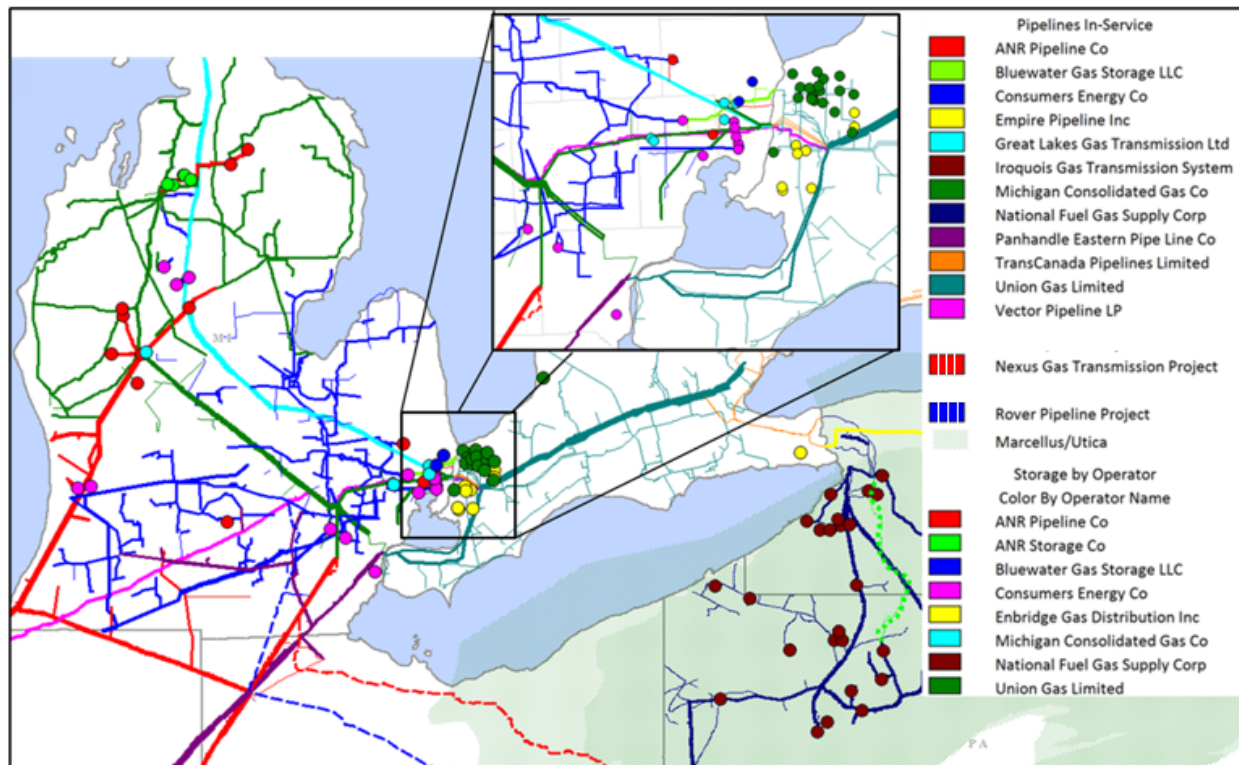 Pipelines In-Service
ANR Pipeline Co
Bluewater Gas Storage LLC
Consumers Energy Co
Empire Pipeline Inc
Great Lakes Gas Transmission Ltd
Iroquois Gas Transmission System
Michigan Consolidated Gas Co
National Fuel Gas Supply Corp
Panhandle Eastern Pipe Line Co
TransCanada Pipelines Limited
Union Gas Limited
Vector Pipeline LP
Nexus Gas Transmission Project
Rover Pipeline Project
Marcellus/Utica
Storage by Operator
Color By Operator Name
ANR Pipeline Co
ANR Storage Co
Bluewater Gas Storage LLC
Consumers Energy Co
Enbridge Gas Distribution Inc
Michigan Consolidated Gas Co
National Fuel Gas Supply Corp
Union Gas Limited
M I
P A